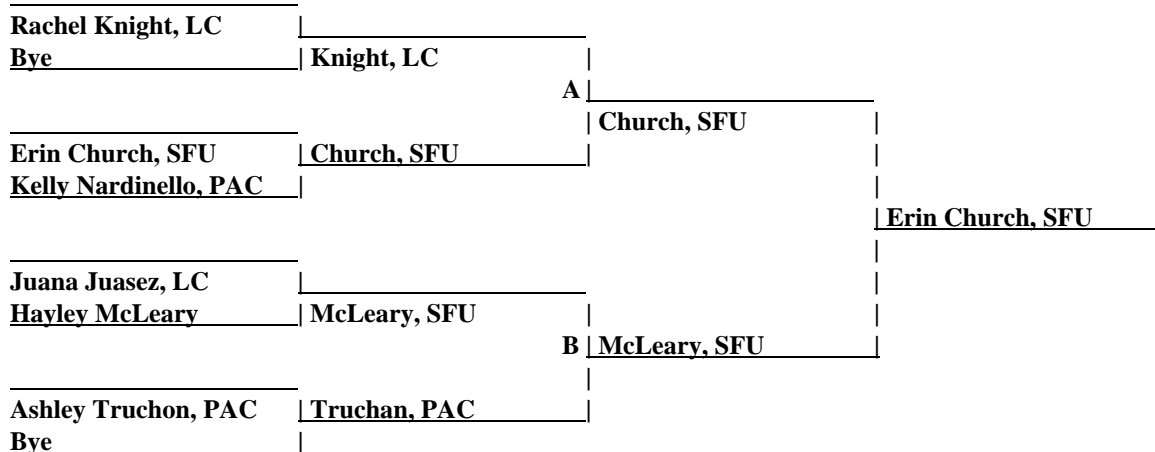 Rachel Knight, LC
Bye Knight, LC
A
Church, SFU
Erin Church, SFU Church, SFU
Kelly Nardinello, PAC
Erin Church, SFU
Juana Juasez, LC
Hayley McLeary McLeary, SFU
B McLeary, SFU
Ashley Truchon, PAC Truchan, PAC
Bye